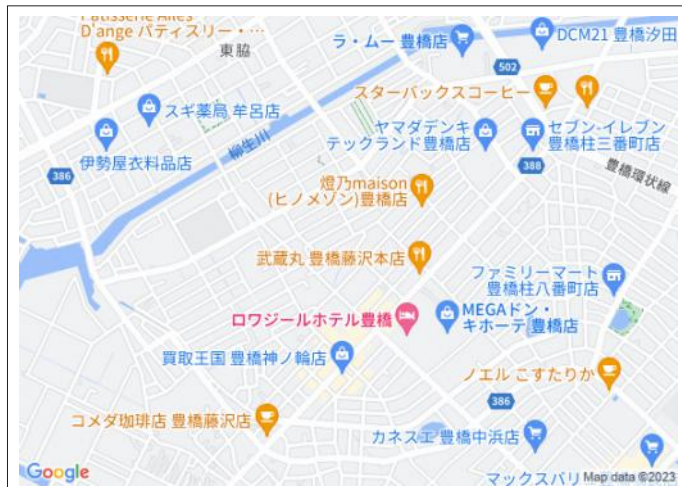 Pâtisserie Ailes
D'ange パティスリー・…
東脇
ラ・ムー 豊橋店
DCM21 豊橋汐田
502
スターバックスコーヒー
スギ薬局 牟呂店
伊勢屋衣料品店
386
柳生川
ヤマダデンキ
テックランド豊橋店
セブン-イレブン
豊橋柱三番町店
388
豊橋環状線
燈乃maison
(ヒノメゾン)豊橋店
武蔵丸 豊橋藤沢本店
ファミリーマート
豊橋柱八番町店
ロワジールホテル豊橋
MEGAドン・
キホーテ 豊橋店
買取王国 豊橋神ノ輪店
ノエル こすたりか
386
コメダ珈琲店 豊橋藤沢店
カネスエ 豊橋中浜店
マックスバリ
Google
Map data ©2023